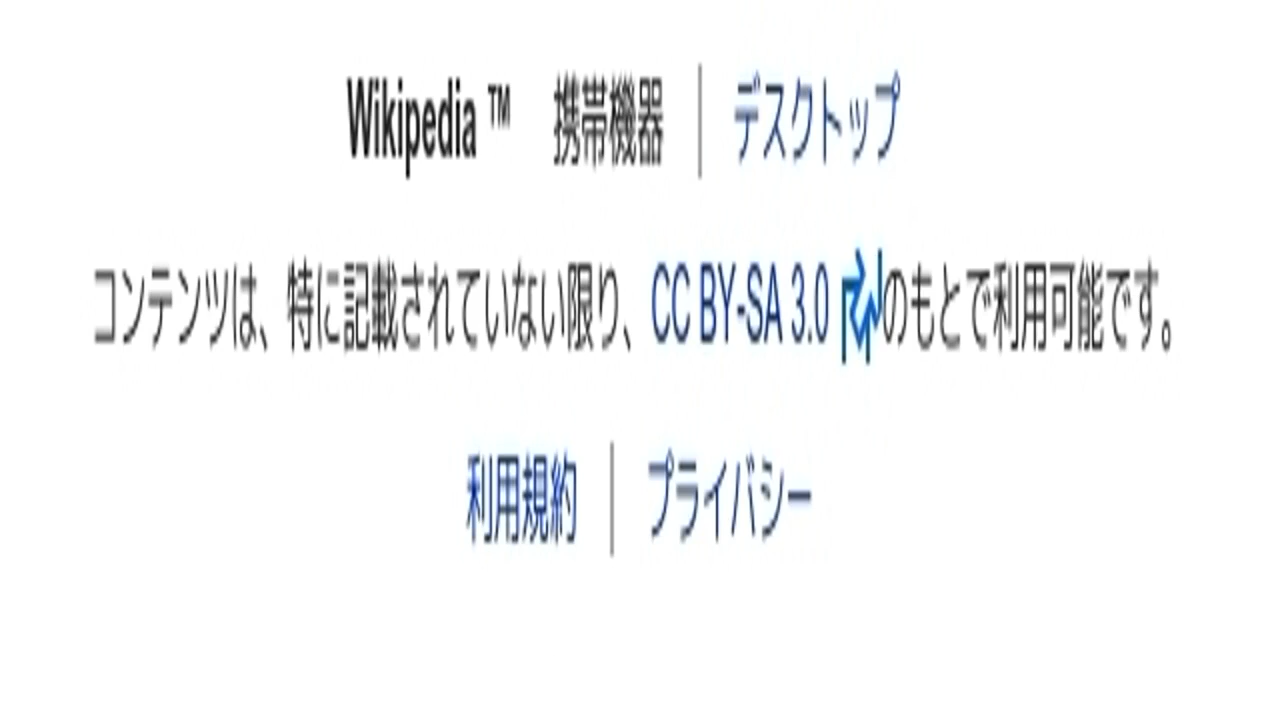 Wikipedia ™ 携帯機器 | デスクトップ
コンテンツは、特に記載されていない限り、CC BY-SA 3.0 のもとで利用可能です。
利用規約 | プライバシー